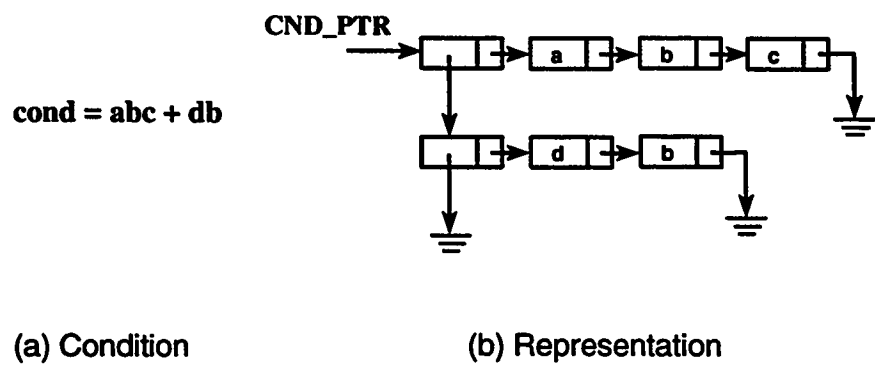 CND_PTR
a b c
cond = abc + db
d b
(a) Condition
(b) Representation